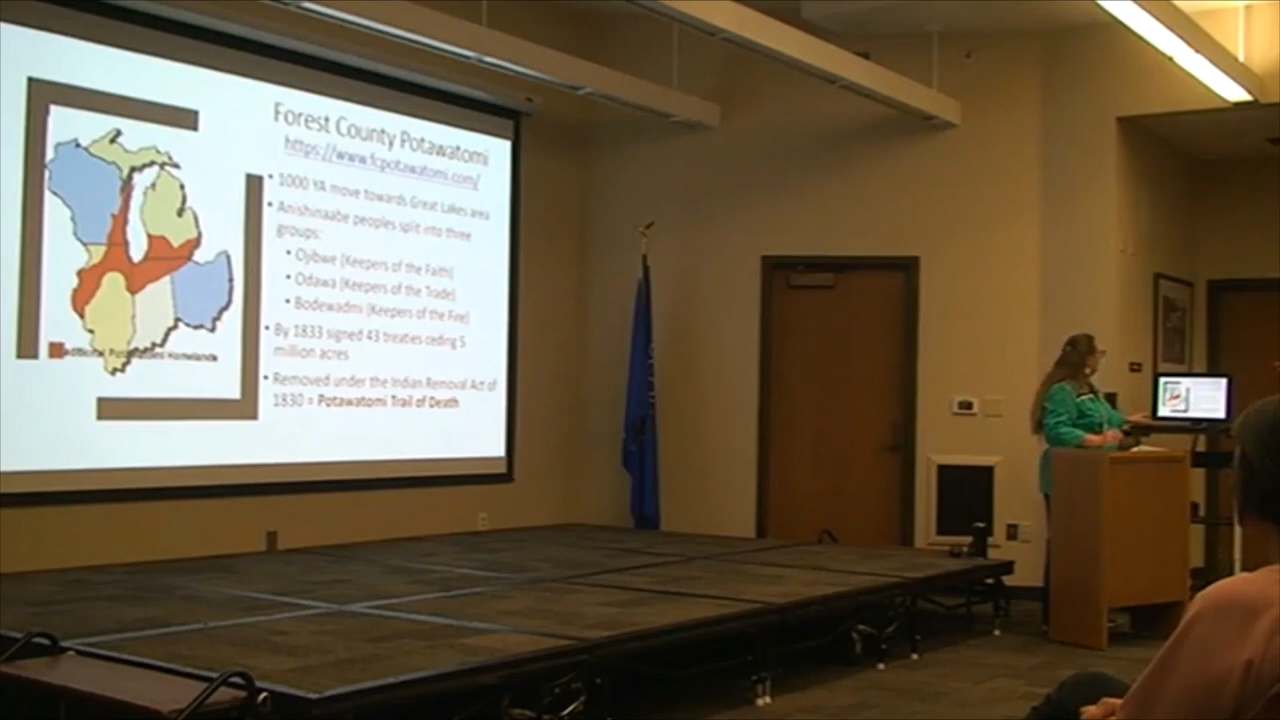 Forest County Potawatomi
https://www.fcpotawatomi.com/
• 1000 YA move towards Great Lakes area
• Anishinaabe peoples split into three
groups:
• Ojibwe (Keepers of the Faith)
• Odawa (Keepers of the Trade)
• Bodewadmi (Keepers of the Fire)
• By 1833 signed 43 treaties ceding 5
million acres
• Removed under the Indian Removal Act of
1830 = Potawatomi Trail of Death
Homelands